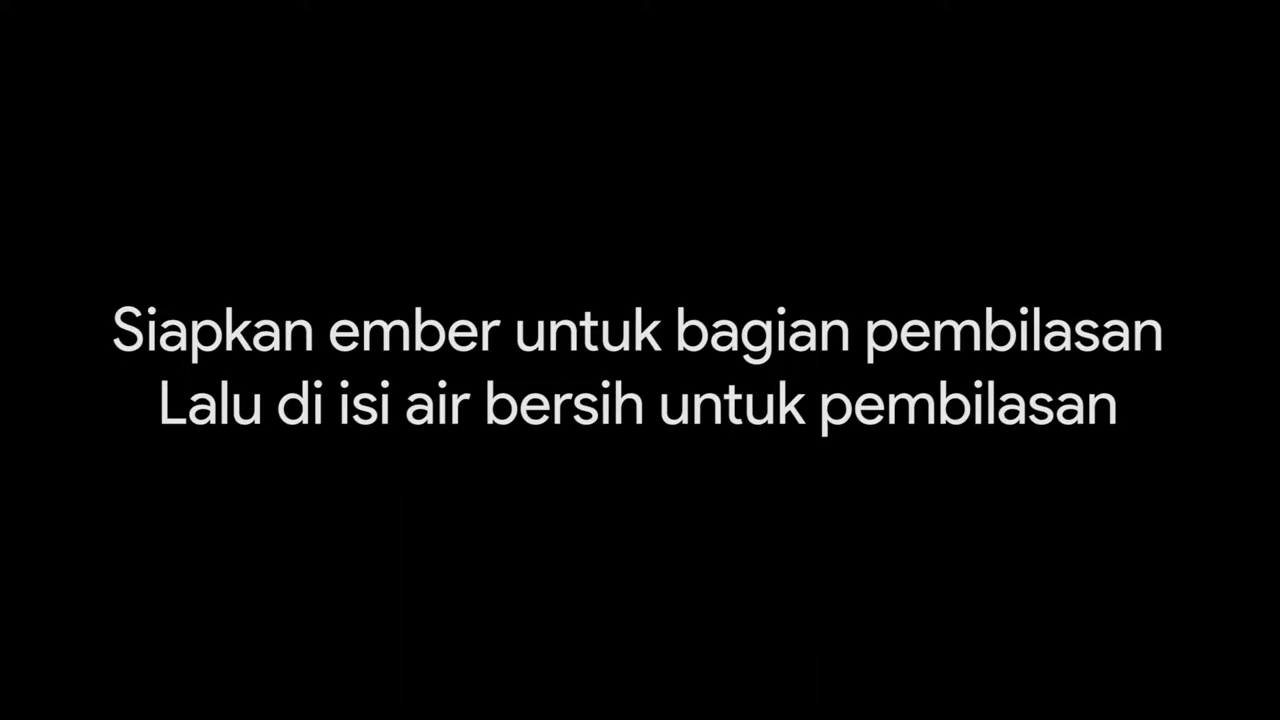 Siapkan ember untuk bagian pembilasan
Lalu di isi air bersih untuk pembilasan